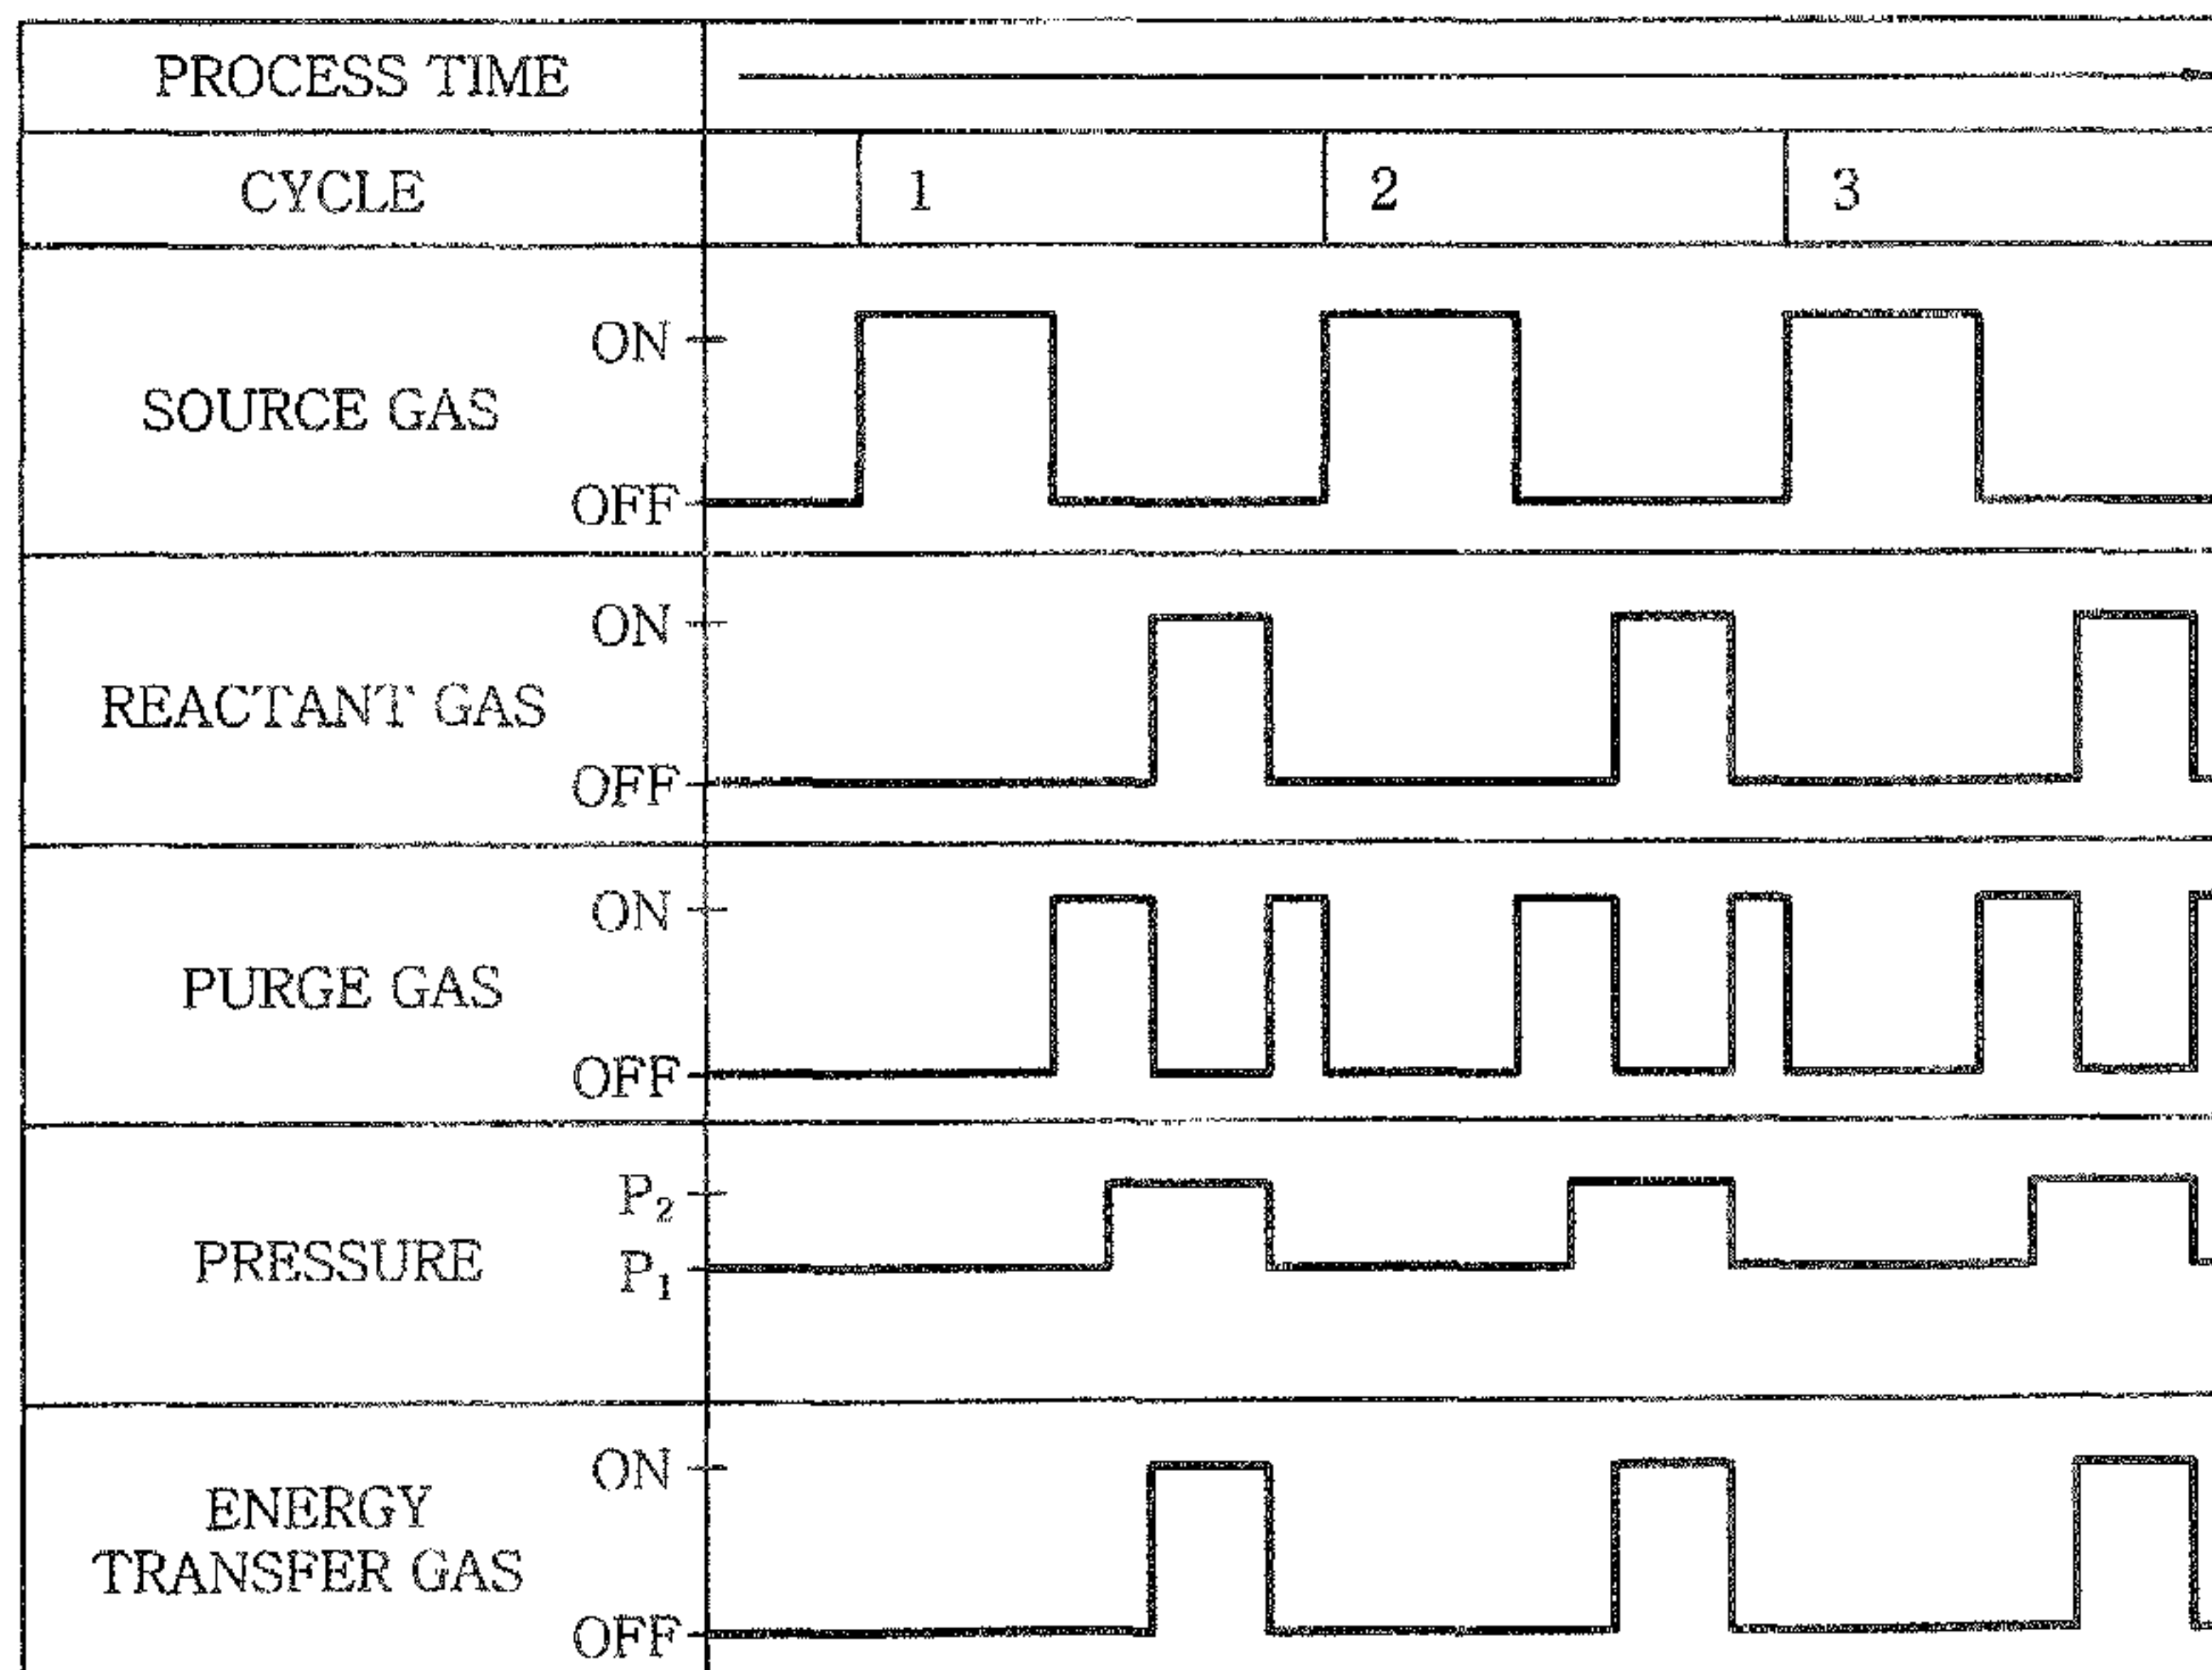 PROCESS TIME
CYCLE
1
2
3
ON
SOURCE GAS
OFF
ON
REACTANT GAS
OFF
ON
PURGE GAS
OFF
P2
PRESSURE
P1
ON
ENERGY
TRANSFER GAS
OFF